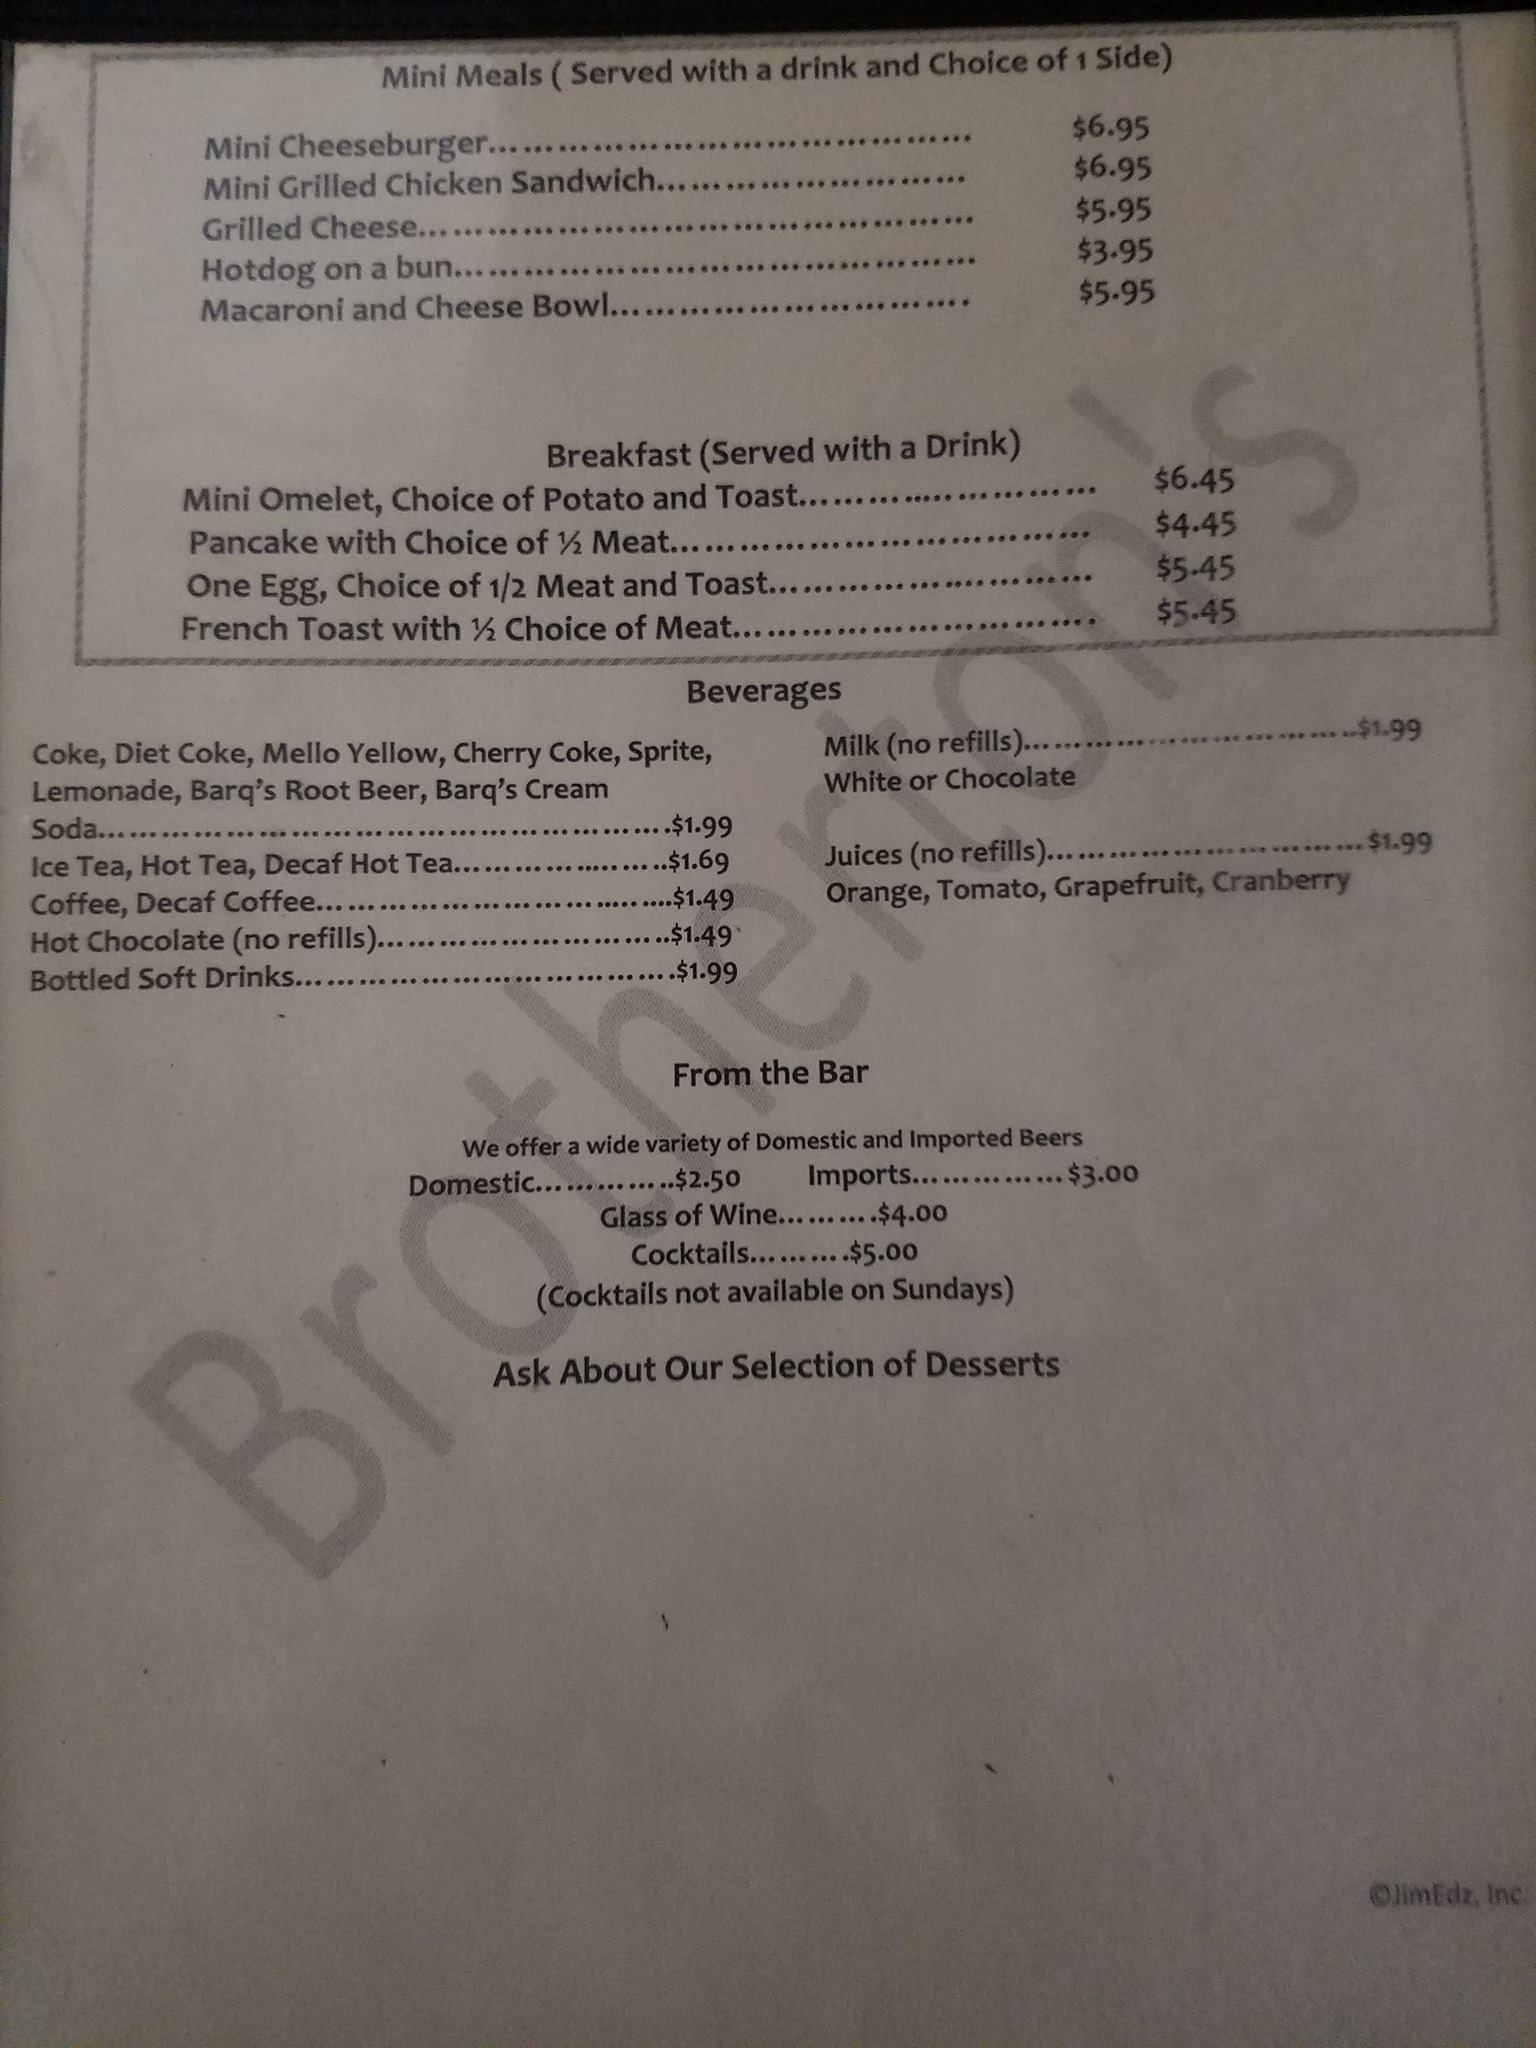 Mini Meals ( Served with a drink and Choice of 1 Side)
Mini Cheeseburger....................................... $6.95
Mini Grilled Chicken Sandwich........................... $6.95
Grilled Cheese............................................... $5.95
Hotdog on a bun............................................ $3.95
Macaroni and Cheese Bowl.............................. $5.95
Breakfast (Served with a Drink)
Mini Omelet, Choice of Potato and Toast........................ $6.45
Pancake with Choice of ½ Meat.................................. $4.45
One Egg, Choice of 1/2 Meat and Toast.......................... $5.45
French Toast with ½ Choice of Meat............................. $5.45
Beverages
Coke, Diet Coke, Mello Yellow, Cherry Coke, Sprite,
Lemonade, Barq's Root Beer, Barq's Cream
Soda....................................................$1.99
Ice Tea, Hot Tea, Decaf Hot Tea....................$1.69
Coffee, Decaf Coffee.................................$1.49
Hot Chocolate (no refills)...........................$1.49
Bottled Soft Drinks...................................$1.99
Milk (no refills)................................$1.99
White or Chocolate
Juices (no refills)..............................$1.99
Orange, Tomato, Grapefruit, Cranberry
From the Bar
We offer a wide variety of Domestic and Imported Beers
Domestic..............$2.50 Imports...............$3.00
Glass of Wine..........$4.00
Cocktails..........$5.00
(Cocktails not available on Sundays)
Ask About Our Selection of Desserts
Brotherton's
©JimEdz, Inc.